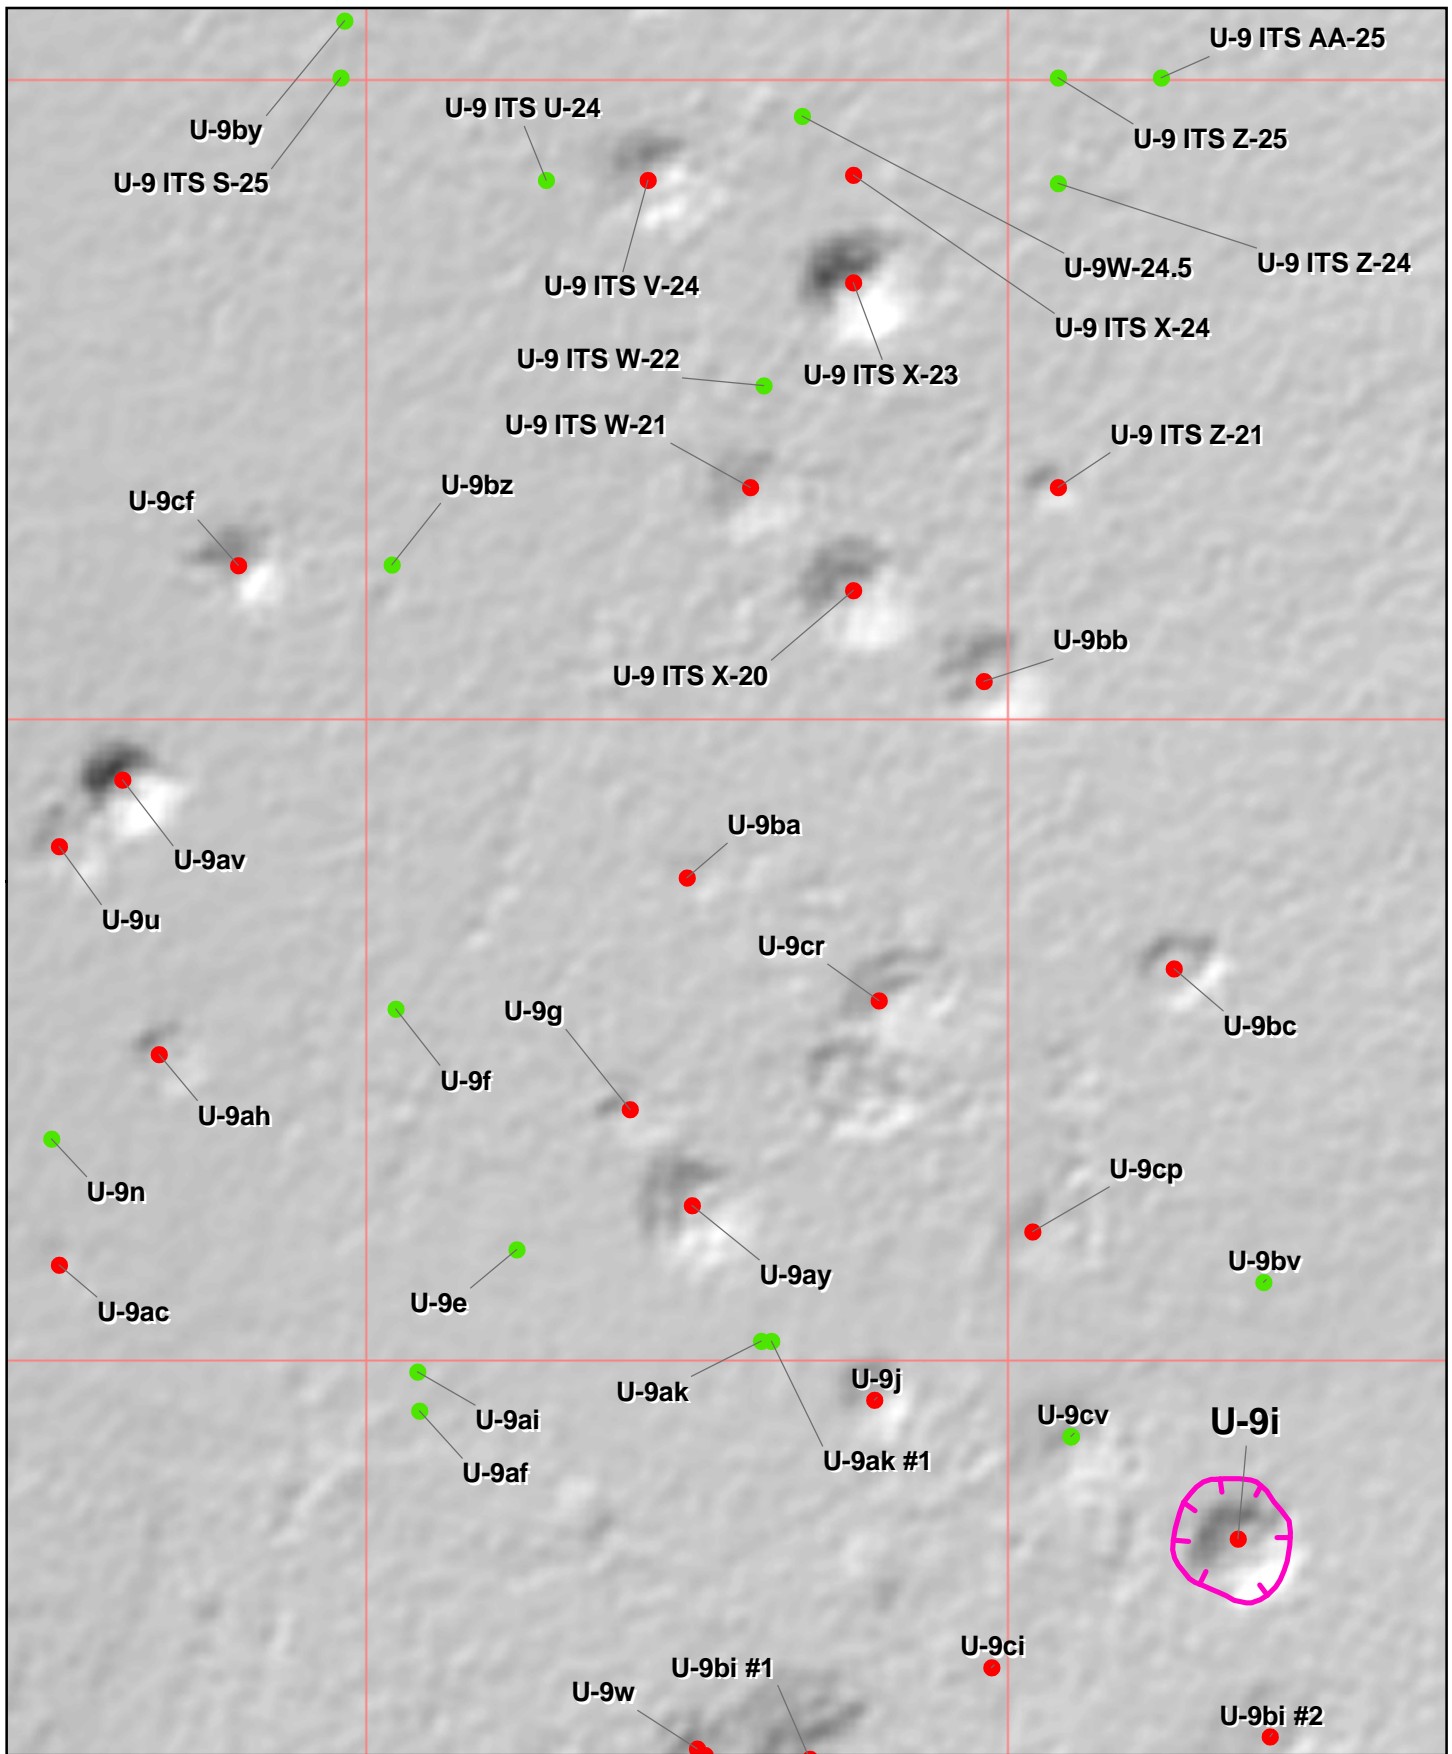 U-9 ITS AA-25
U-9 ITS U-24
U-9by
U-9 ITS Z-25
U-9 ITS S-25
U-9W-24.5
U-9 ITS Z-24
U-9 ITS V-24
U-9 ITS X-24
U-9 ITS W-22
U-9 ITS X-23
U-9 ITS W-21
U-9 ITS Z-21
U-9cf
U-9bz
U-9bb
U-9 ITS X-20
U-9ba
U-9av
U-9u
U-9cr
U-9g
U-9bc
U-9f
U-9ah
U-9cp
U-9n
U-9bv
U-9ay
U-9e
U-9ac
U-9j
U-9ak
U-9cv
U-9i
U-9ai
U-9ak #1
U-9af
U-9ci
U-9bi #1
U-9w
U-9bi #2